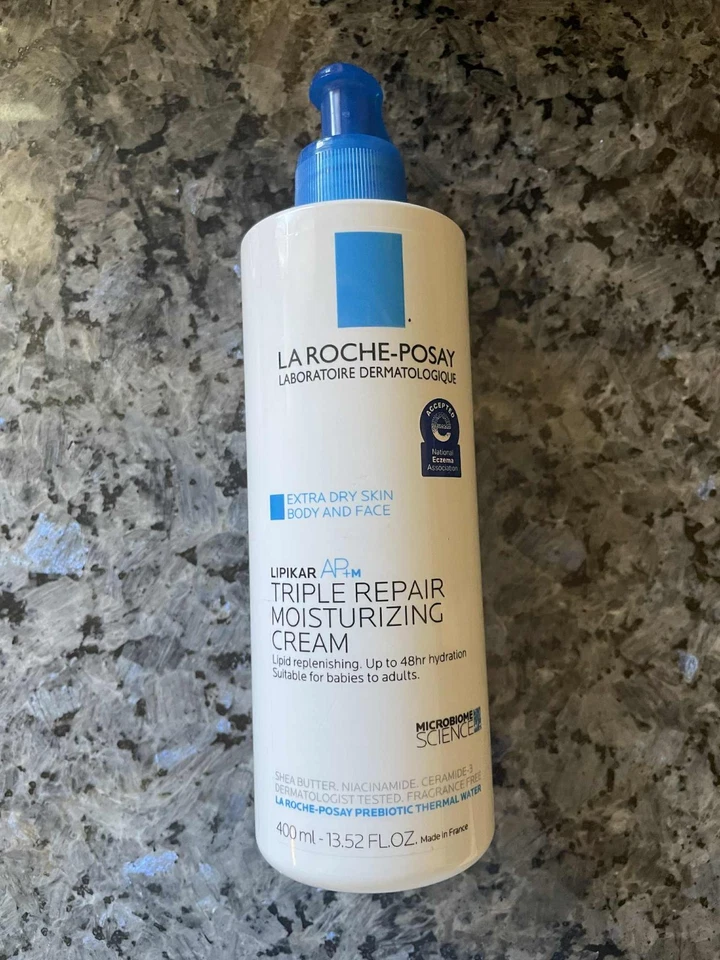 LA ROCHE-POSAY
LABORATOIRE DERMATOLOGIQUE
ACCEPTED
National
Eczema
Association
EXTRA DRY SKIN
BODY AND FACE
LIPIKAR AP+M
TRIPLE REPAIR
MOISTURIZING
CREAM
Lipid replenishing. Up to 48hr hydration
Suitable for babies to adults.
MICROBIOME
SCIENCE
SHEA BUTTER. NIACINAMIDE. CERAMIDE-3
DERMATOLOGIST TESTED. FRAGRANCE FREE
LA ROCHE-POSAY PREBIOTIC THERMAL WATER
400 ml - 13.52 FL.OZ. Made in France